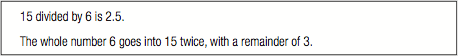 15 divided by 6 is 2.5.
The whole number 6 goes into 15 twice, with a remainder of 3.